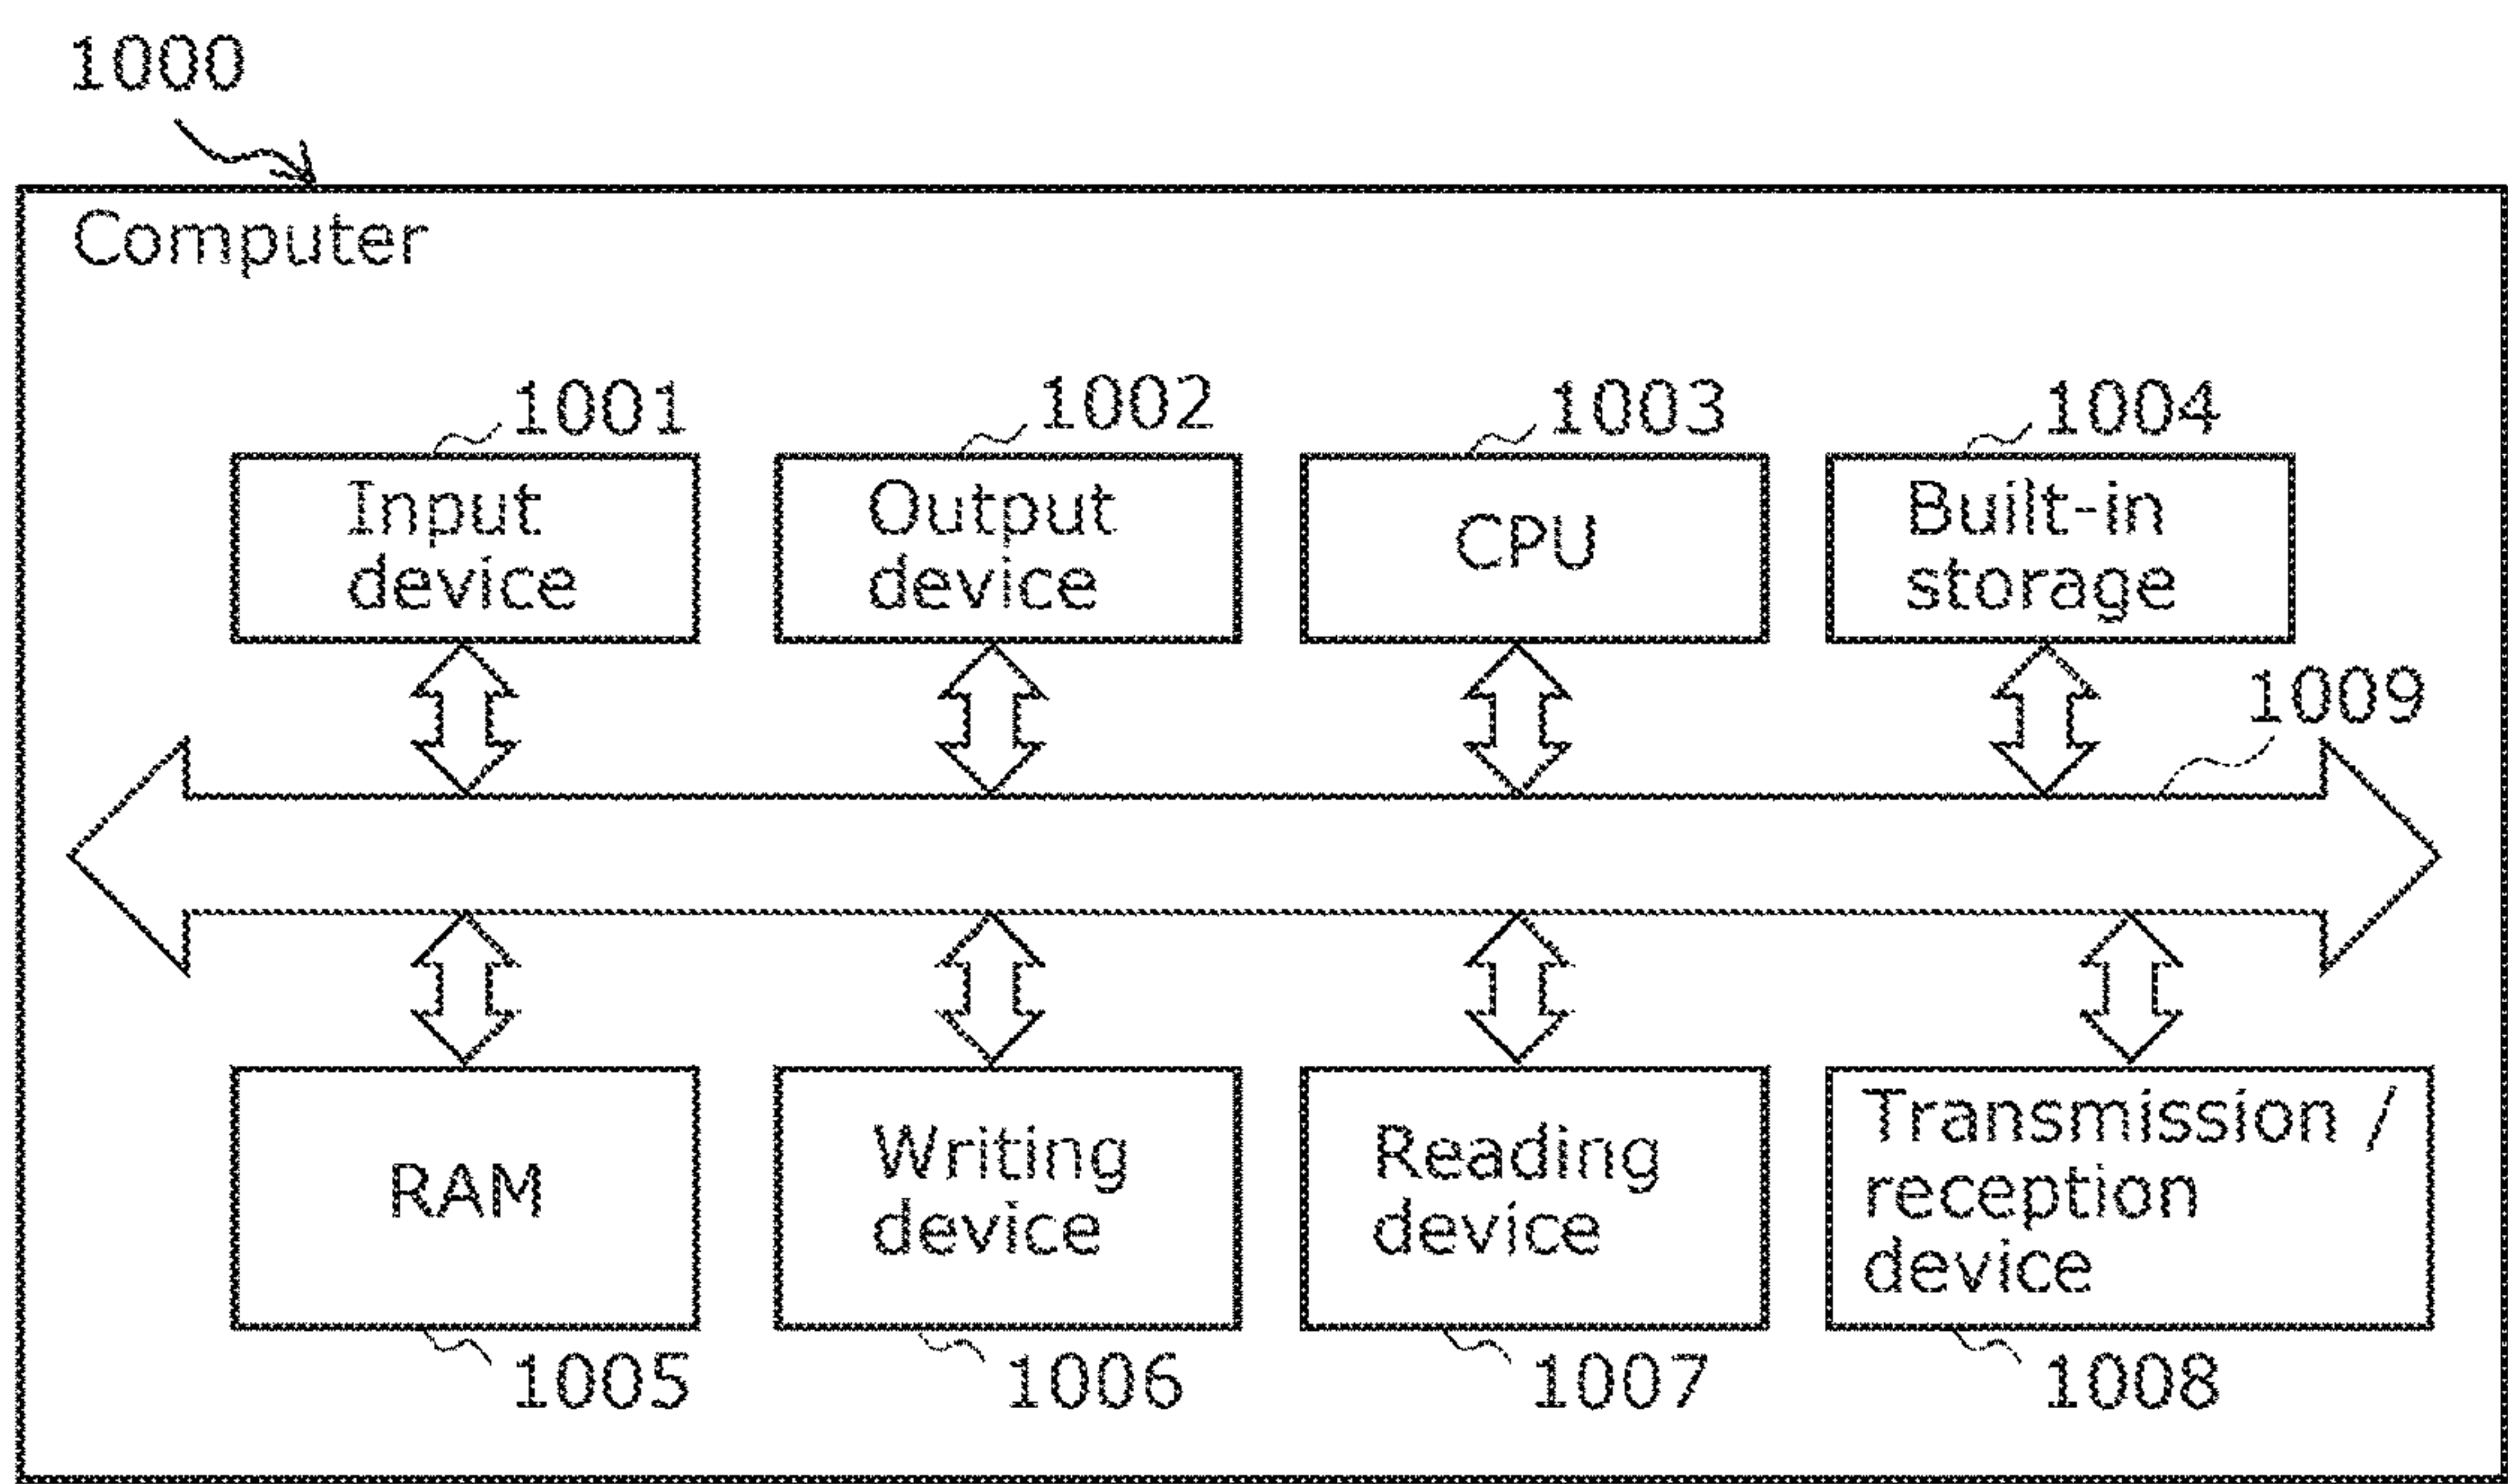 1000
Computer
1001
1002
1003
1004
Input
device
Output
device
CPU
Built-in
storage
1009
RAM
Writing
device
Reading
device
Transmission /
reception
device
1005
1006
1007
1008